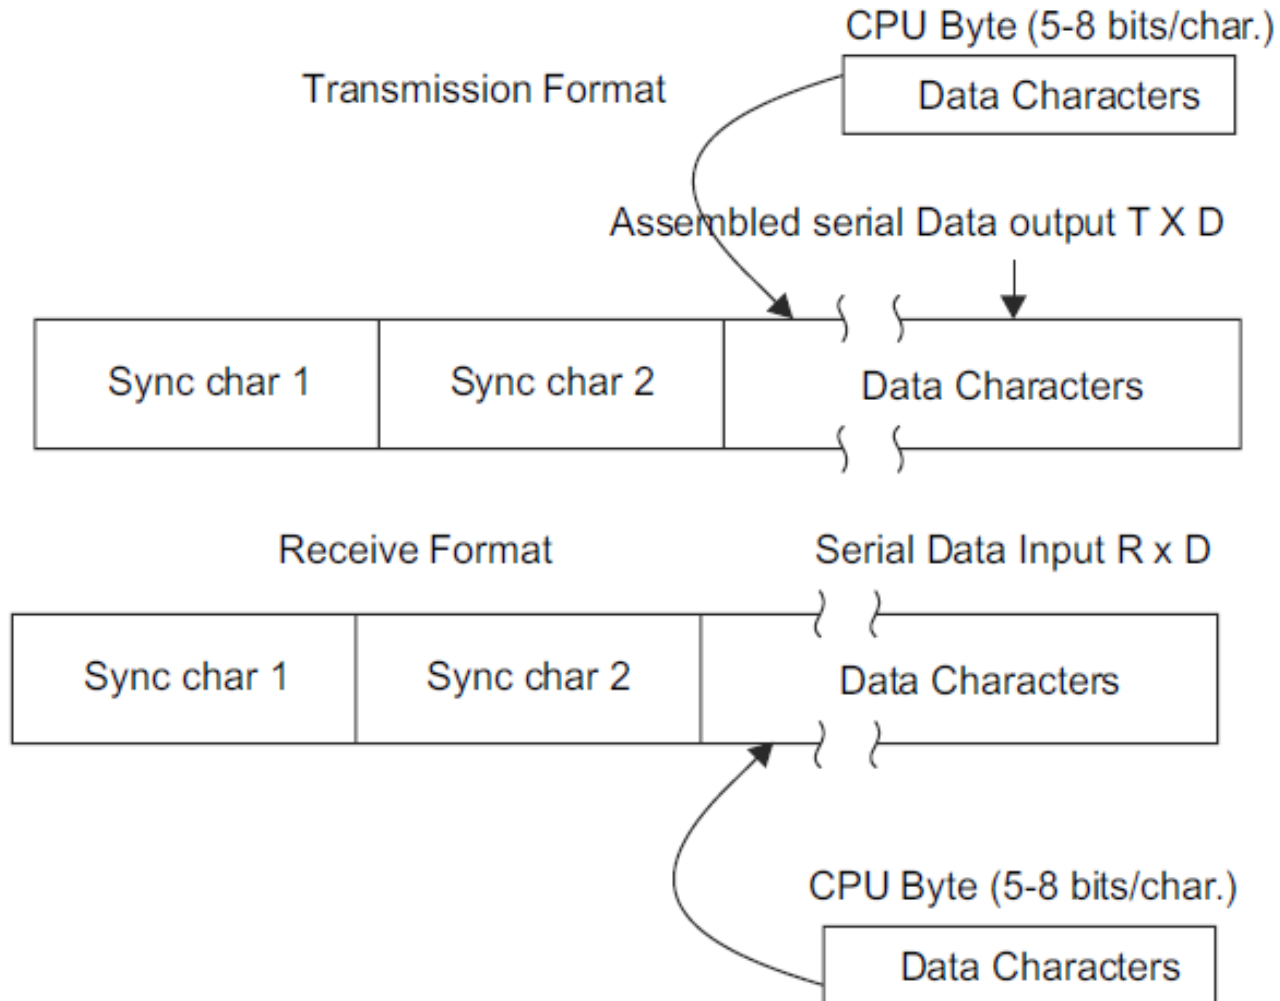 CPU Byte (5-8 bits/char.)
Transmission Format
Data Characters
Assembled serial Data output T X D
Sync char 1
Sync char 2
Data Characters
Receive Format
Serial Data Input R x D
Sync char 1
Sync char 2
Data Characters
CPU Byte (5-8 bits/char.)
Data Characters